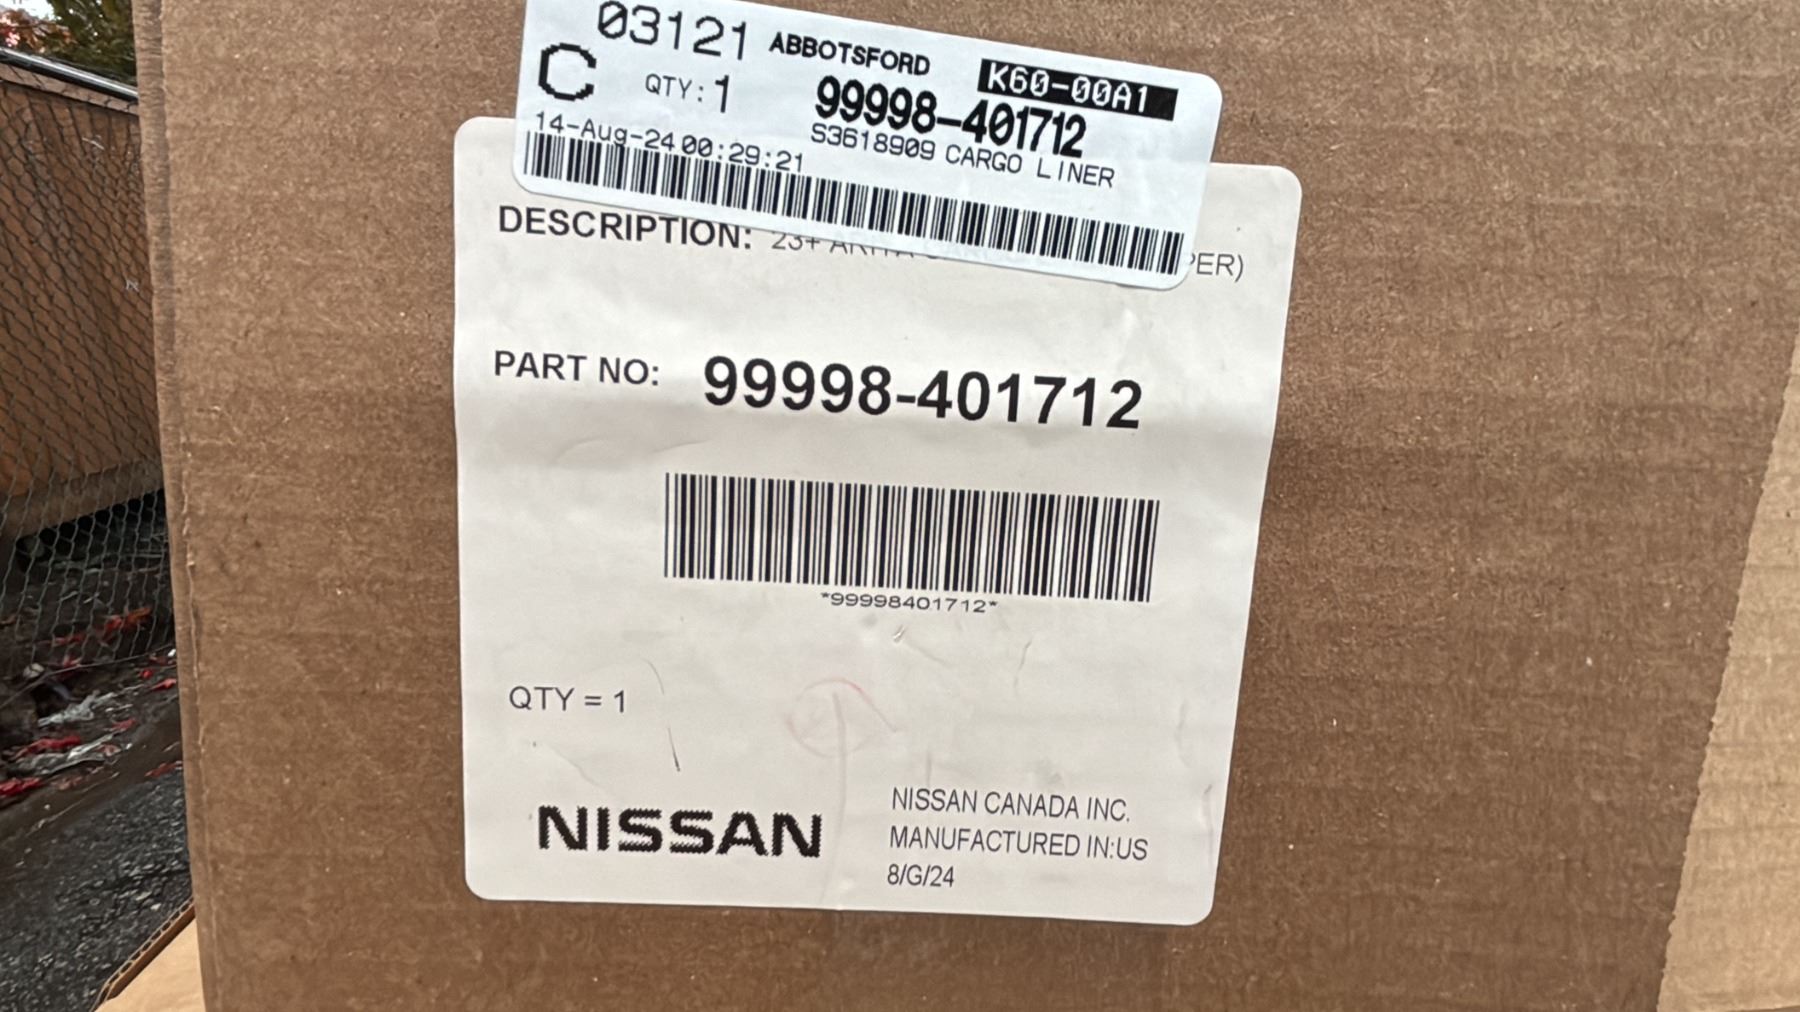 03121 ABBOTSFORD
C QTY: 1 K60-00A1
99998-401712
14-Aug-24 00:29:21 S3618909 CARGO LINER
DESCRIPTION: 23+ PER)
PART NO: 99998-401712
*99998401712*
QTY = 1
NISSAN
NISSAN CANADA INC.
MANUFACTURED IN:US
8/G/24